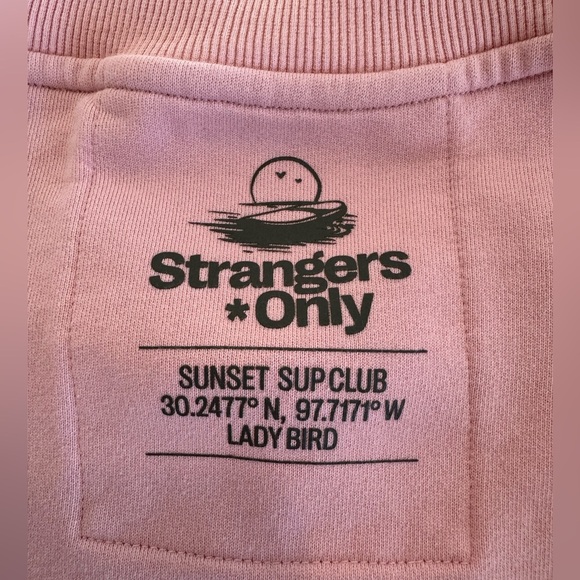 Strangers
*Only
SUNSET SUP CLUB
30.2477° N, 97.7171° W
LADY BIRD